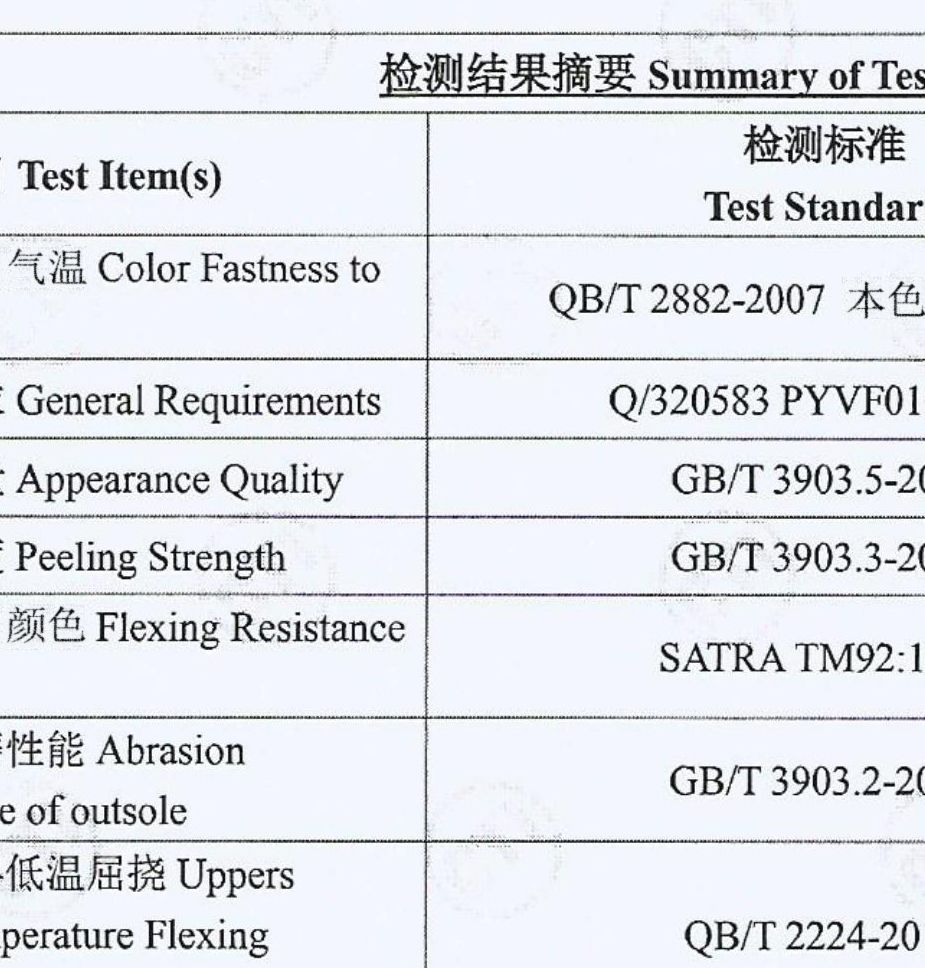 检测结果摘要 Summary of Tes
Test Item(s)
检测标准
Test Standar
气温 Color Fastness to
QB/T 2882-2007 本色
General Requirements
Q/320583 PYVF01
Appearance Quality
GB/T 3903.5-20
Peeling Strength
GB/T 3903.3-20
颜色 Flexing Resistance
SATRA TM92:1
性能 Abrasion
e of outsole
GB/T 3903.2-20
低温屈挠 Uppers
perature Flexing
QB/T 2224-20